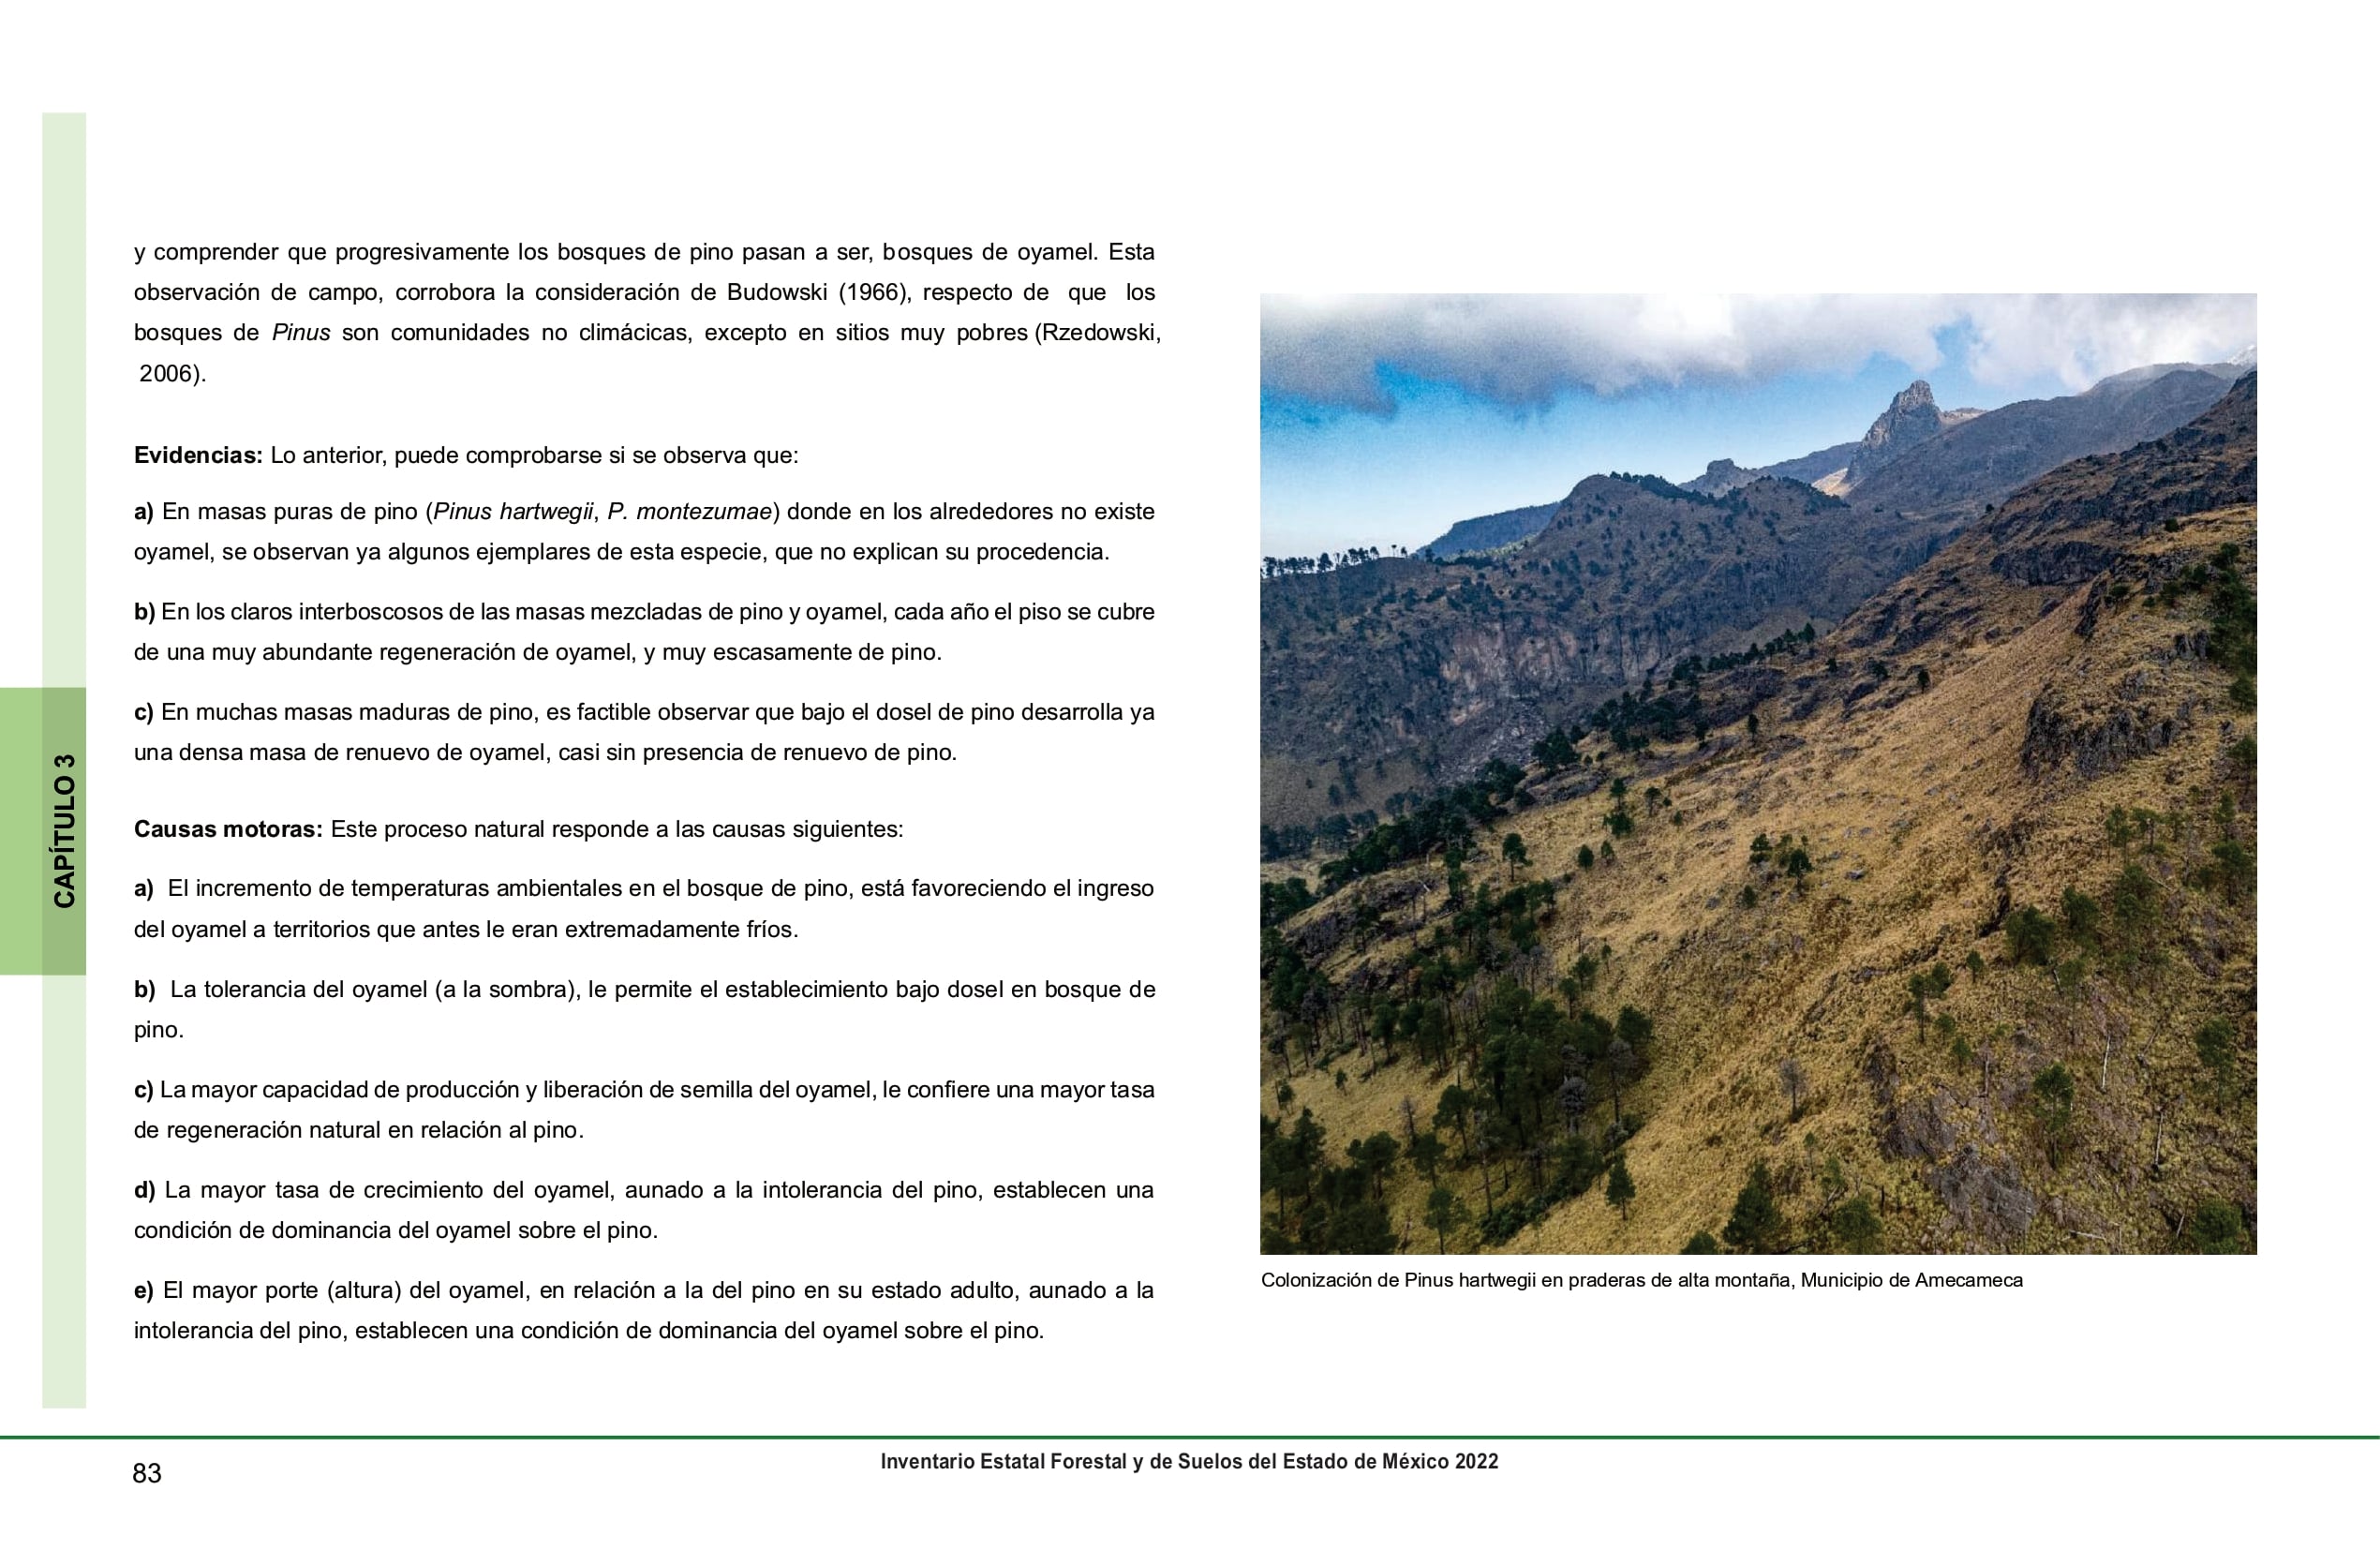 y comprender que progresivamente los bosques de pino pasan a ser, bosques de oyamel. Esta
observación de campo, corrobora la consideración de Budowski (1966), respecto de que los
bosques de Pinus son comunidades no climácicas, excepto en sitios muy pobres (Rzedowski,
2006).
Evidencias: Lo anterior, puede comprobarse si se observa que:
a) En masas puras de pino (Pinus hartwegii, P. montezumae) donde en los alrededores no existe
oyamel, se observan ya algunos ejemplares de esta especie, que no explican su procedencia.
b) En los claros interboscosos de las masas mezcladas de pino y oyamel, cada año el piso se cubre
de una muy abundante regeneración de oyamel, y muy escasamente de pino.
c) En muchas masas maduras de pino, es factible observar que bajo el dosel de pino desarrolla ya
una densa masa de renuevo de oyamel, casi sin presencia de renuevo de pino.
Causas motoras: Este proceso natural responde a las causas siguientes:
a) El incremento de temperaturas ambientales en el bosque de pino, está favoreciendo el ingreso
del oyamel a territorios que antes le eran extremadamente fríos.
b) La tolerancia del oyamel (a la sombra), le permite el establecimiento bajo dosel en bosque de
pino.
c) La mayor capacidad de producción y liberación de semilla del oyamel, le confiere una mayor tasa
de regeneración natural en relación al pino.
d) La mayor tasa de crecimiento del oyamel, aunado a la intolerancia del pino, establecen una
condición de dominancia del oyamel sobre el pino.
e) El mayor porte (altura) del oyamel, en relación a la del pino en su estado adulto, aunado a la
intolerancia del pino, establecen una condición de dominancia del oyamel sobre el pino.
Colonización de Pinus hartwegii en praderas de alta montaña, Municipio de Amecameca
CAPÍTULO 3
83
Inventario Estatal Forestal y de Suelos del Estado de México 2022